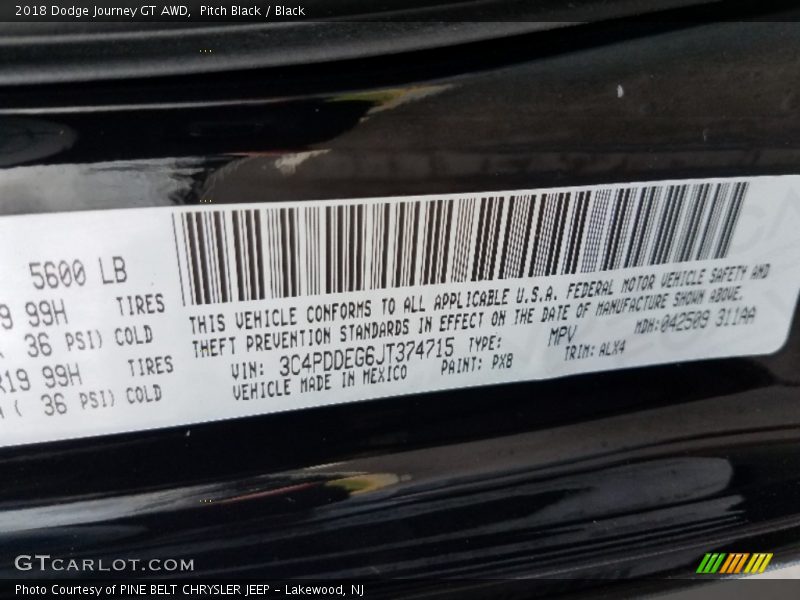 2018 Dodge Journey GT AWD, Pitch Black / Black
5600 LB
99H TIRES
36 PSI) COLD
R19 99H TIRES
( 36 PSI) COLD
THIS VEHICLE CONFORMS TO ALL APPLICABLE U.S.A. FEDERAL MOTOR VEHICLE SAFETY AND
THEFT PREVENTION STANDARDS IN EFFECT ON THE DATE OF MANUFACTURE SHOWN ABOVE.
VIN: 3C4PDDEG6JT374715 TYPE: MPV MDH:042509 311AA
VEHICLE MADE IN MEXICO PAINT: PX8 TRIM: ALX4
GTCARLOT.COM
Photo Courtesy of PINE BELT CHRYSLER JEEP - Lakewood, NJ